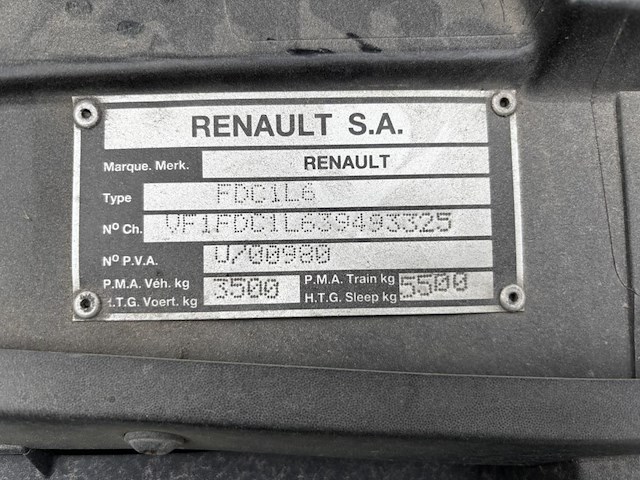 RENAULT S.A.
Marque. Merk. RENAULT
Type FDC1L6
Nº Ch. VF1FDC1L639493325
Nº P.V.A. U/00980
P.M.A. Véh. kg 3500 P.M.A. Train kg 5500
H.T.G. Voert. kg H.T.G. Sleep kg